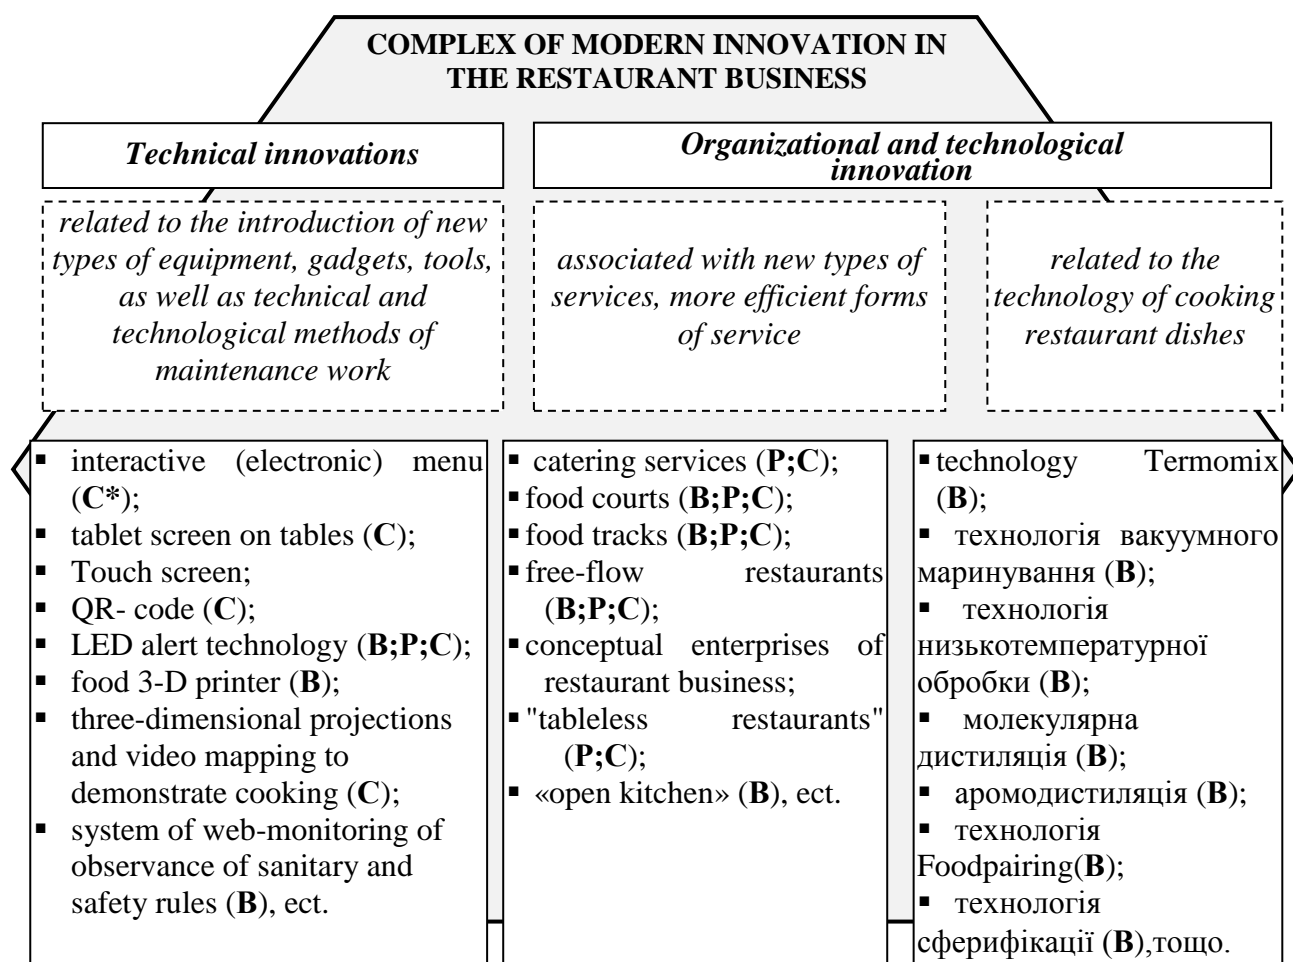 COMPLEX OF MODERN INNOVATION IN
THE RESTAURANT BUSINESS
Technical innovations
Organizational and technological
innovation
related to the introduction of new
types of equipment, gadgets, tools,
as well as technical and
technological methods of
maintenance work
associated with new types of
services, more efficient forms
of service
related to the
technology of cooking
restaurant dishes
▪ interactive (electronic) menu
(C*);
▪ tablet screen on tables (C);
▪ Touch screen;
▪ QR- code (C);
▪ LED alert technology (B;P;C);
▪ food 3-D printer (B);
▪ three-dimensional projections
and video mapping to
demonstrate cooking (C);
▪ system of web-monitoring of
observance of sanitary and
safety rules (B), ect.
▪ catering services (P;C);
▪ food courts (B;P;C);
▪ food tracks (B;P;C);
▪ free-flow restaurants
(B;P;C);
▪ conceptual enterprises of
restaurant business;
▪ "tableless restaurants"
(P;C);
▪ «open kitchen» (B), ect.
▪ technology Termomix
(B);
▪ технологія вакуумного
маринування (B);
▪ технологія
низькотемпературної
обробки (B);
▪ молекулярна
дистиляція (B);
▪ аромодистиляція (B);
▪ технологія
Foodpairing(B);
▪ технологія
сферифікації (B),тощо.